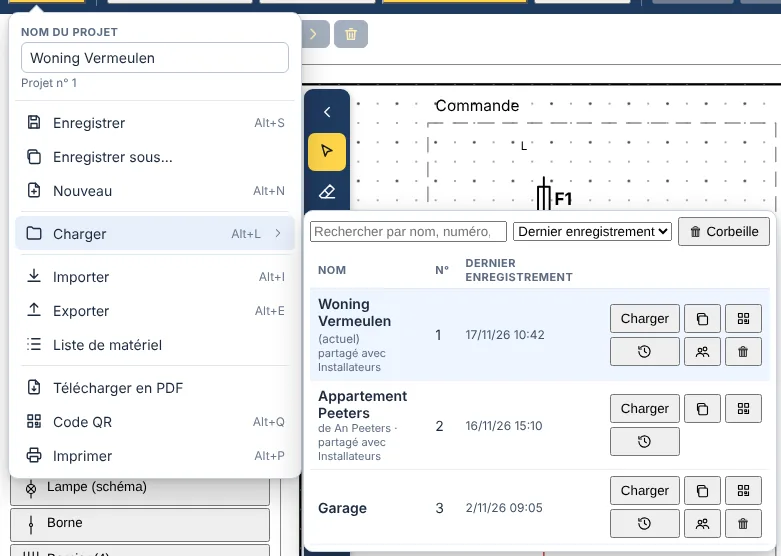 NOM DU PROJET
Woning Vermeulen
Projet n° 1
Enregistrer Alt+S
Enregistrer sous...
Nouveau Alt+N
Charger Alt+L
Importer Alt+I
Exporter Alt+E
Liste de matériel
Télécharger en PDF
Code QR Alt+Q
Imprimer Alt+P
Lampe (schéma)
Borne
Commande
L
F1
Rechercher par nom, numéro, Dernier enregistrement Corbeille
NOM N° DERNIER
ENREGISTREMENT
Woning
Vermeulen
(actuel)
partagé avec
Installateurs
1 17/11/26 10:42 Charger
Appartement
Peeters
de An Peeters ·
partagé avec
Installateurs
2 16/11/26 15:10 Charger
Garage 3 2/11/26 09:05 Charger